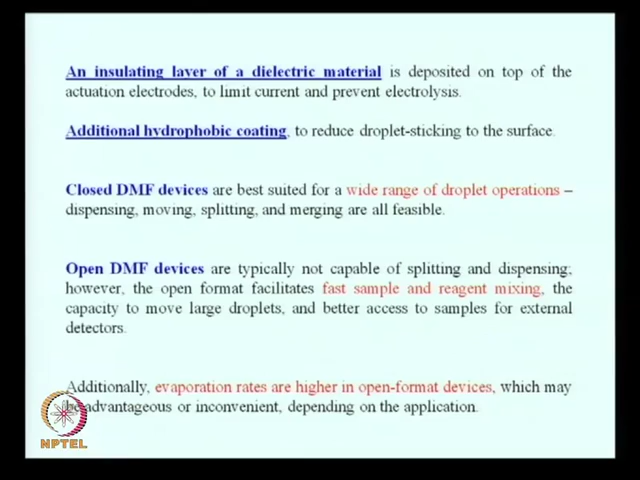 An insulating layer of a dielectric material is deposited on top of the
actuation electrodes, to limit current and prevent electrolysis.
Additional hydrophobic coating, to reduce droplet-sticking to the surface.
Closed DMF devices are best suited for a wide range of droplet operations –
dispensing, moving, splitting, and merging are all feasible.
Open DMF devices are typically not capable of splitting and dispensing;
however, the open format facilitates fast sample and reagent mixing, the
capacity to move large droplets, and better access to samples for external
detectors.
Additionally, evaporation rates are higher in open-format devices, which may
be advantageous or inconvenient, depending on the application.
NPTEL